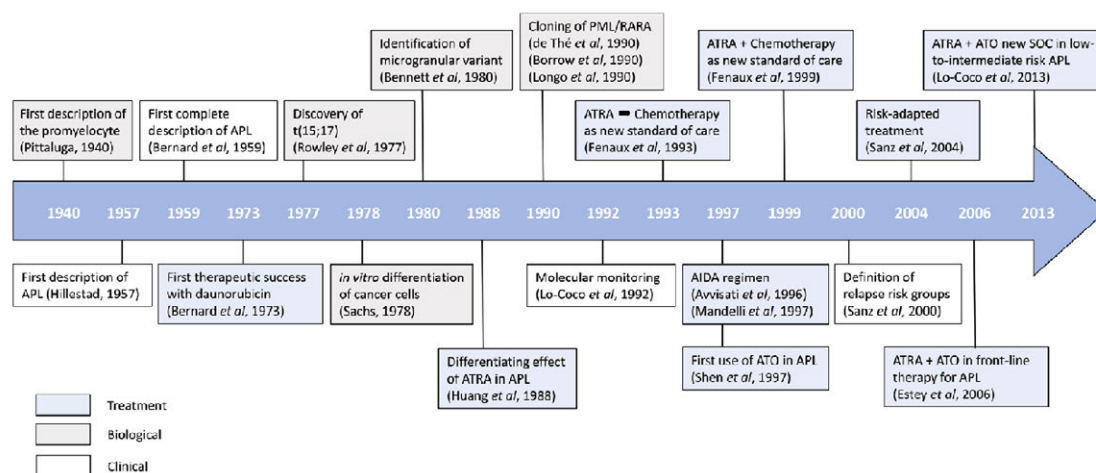 Identification of
microgranular variant
(Bennett et al, 1980)
Cloning of PML/RARA
(de Thé et al, 1990)
(Borrow et al, 1990)
(Longo et al, 1990)
ATRA + Chemotherapy
as new standard of care
(Fenaux et al, 1999)
ATRA + ATO new SOC in low-
to-intermediate risk APL
(Lo-Coco et al, 2013)
First description of
the promyelocyte
(Pittaluga, 1940)
First complete
description of APL
(Bernard et al, 1959)
Discovery of
t(15;17)
(Rowley et al, 1977)
ATRA ➡ Chemotherapy
as new standard of care
(Fenaux et al, 1993)
Risk-adapted
treatment
(Sanz et al, 2004)
1940 1957 1959 1973 1977 1978 1980 1988 1990 1992 1993 1997 1999 2000 2004 2006 2013
First description of
APL (Hillestad, 1957)
First therapeutic success
with daunorubicin
(Bernard et al, 1973)
in vitro differentiation
of cancer cells
(Sachs, 1978)
Molecular monitoring
(Lo-Coco et al, 1992)
AIDA regimen
(Avvisati et al, 1996)
(Mandelli et al, 1997)
Definition of
relapse risk groups
(Sanz et al, 2000)
Differentiating effect
of ATRA in APL
(Huang et al, 1988)
First use of ATO in APL
(Shen et al, 1997)
ATRA + ATO in front-line
therapy for APL
(Estey et al, 2006)
Treatment
Biological
Clinical